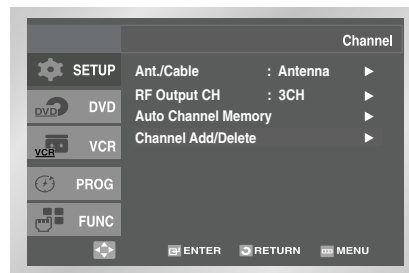 Channel
SETUP
Ant./Cable : Antenna ►
RF Output CH : 3CH ►
DVD DVD
Auto Channel Memory ►
Channel Add/Delete ►
VCR VCR
PROG
FUNC
ENTER RETURN MENU